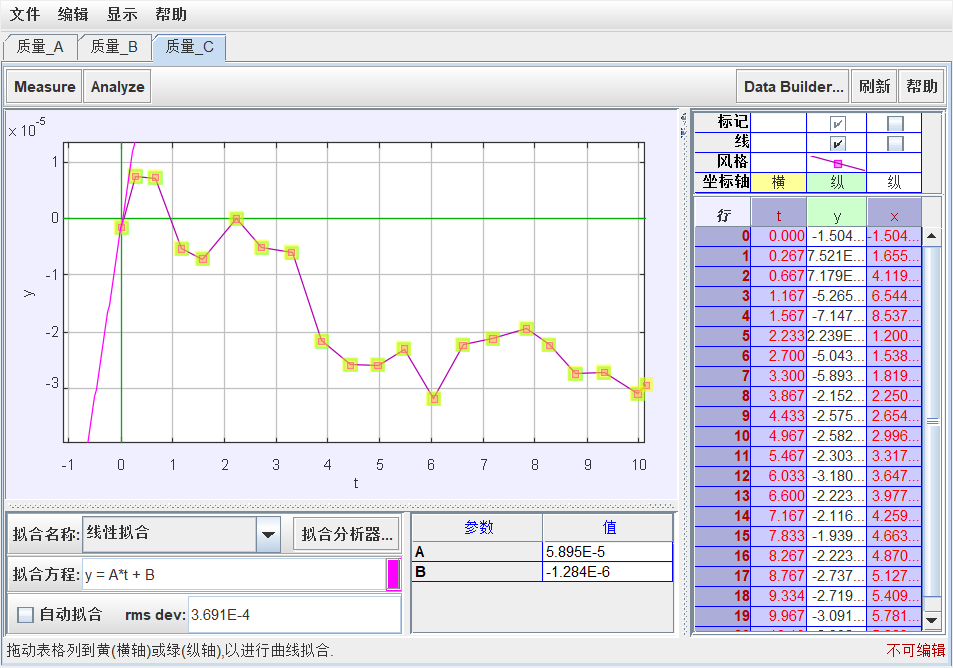 文件 编辑 显示 帮助
质量_A 质量_B 质量_C
Measure Analyze Data Builder... 刷新 帮助
x 10-5
1
0
-1
-2
-3
y
-1 0 1 2 3 4 5 6 7 8 9 10
t
标记
线
风格
坐标轴 横 纵 纵
行 t y x
0 0.000 -1.504... -1.504...
1 0.267 7.521E... 1.655...
2 0.667 7.179E... 4.119...
3 1.167 -5.265... 6.544...
4 1.567 -7.147... 8.537...
5 2.233 2.239E... 1.200...
6 2.700 -5.043... 1.538...
7 3.300 -5.893... 1.819...
8 3.867 -2.152... 2.250...
9 4.433 -2.575... 2.654...
10 4.967 -2.582... 2.996...
11 5.467 -2.303... 3.317...
12 6.033 -3.180... 3.647...
13 6.600 -2.223... 3.977...
14 7.167 -2.116... 4.259...
15 7.833 -1.939... 4.663...
16 8.267 -2.223... 4.870...
17 8.767 -2.737... 5.127...
18 9.334 -2.719... 5.409...
19 9.967 -3.091... 5.781...
拟合名称: 线性拟合 拟合分析器...
拟合方程: y = A*t + B
自动拟合 rms dev: 3.691E-4
参数 值
A 5.895E-5
B -1.284E-6
拖动表格列到黄(横轴)或绿(纵轴),以进行曲线拟合. 不可编辑